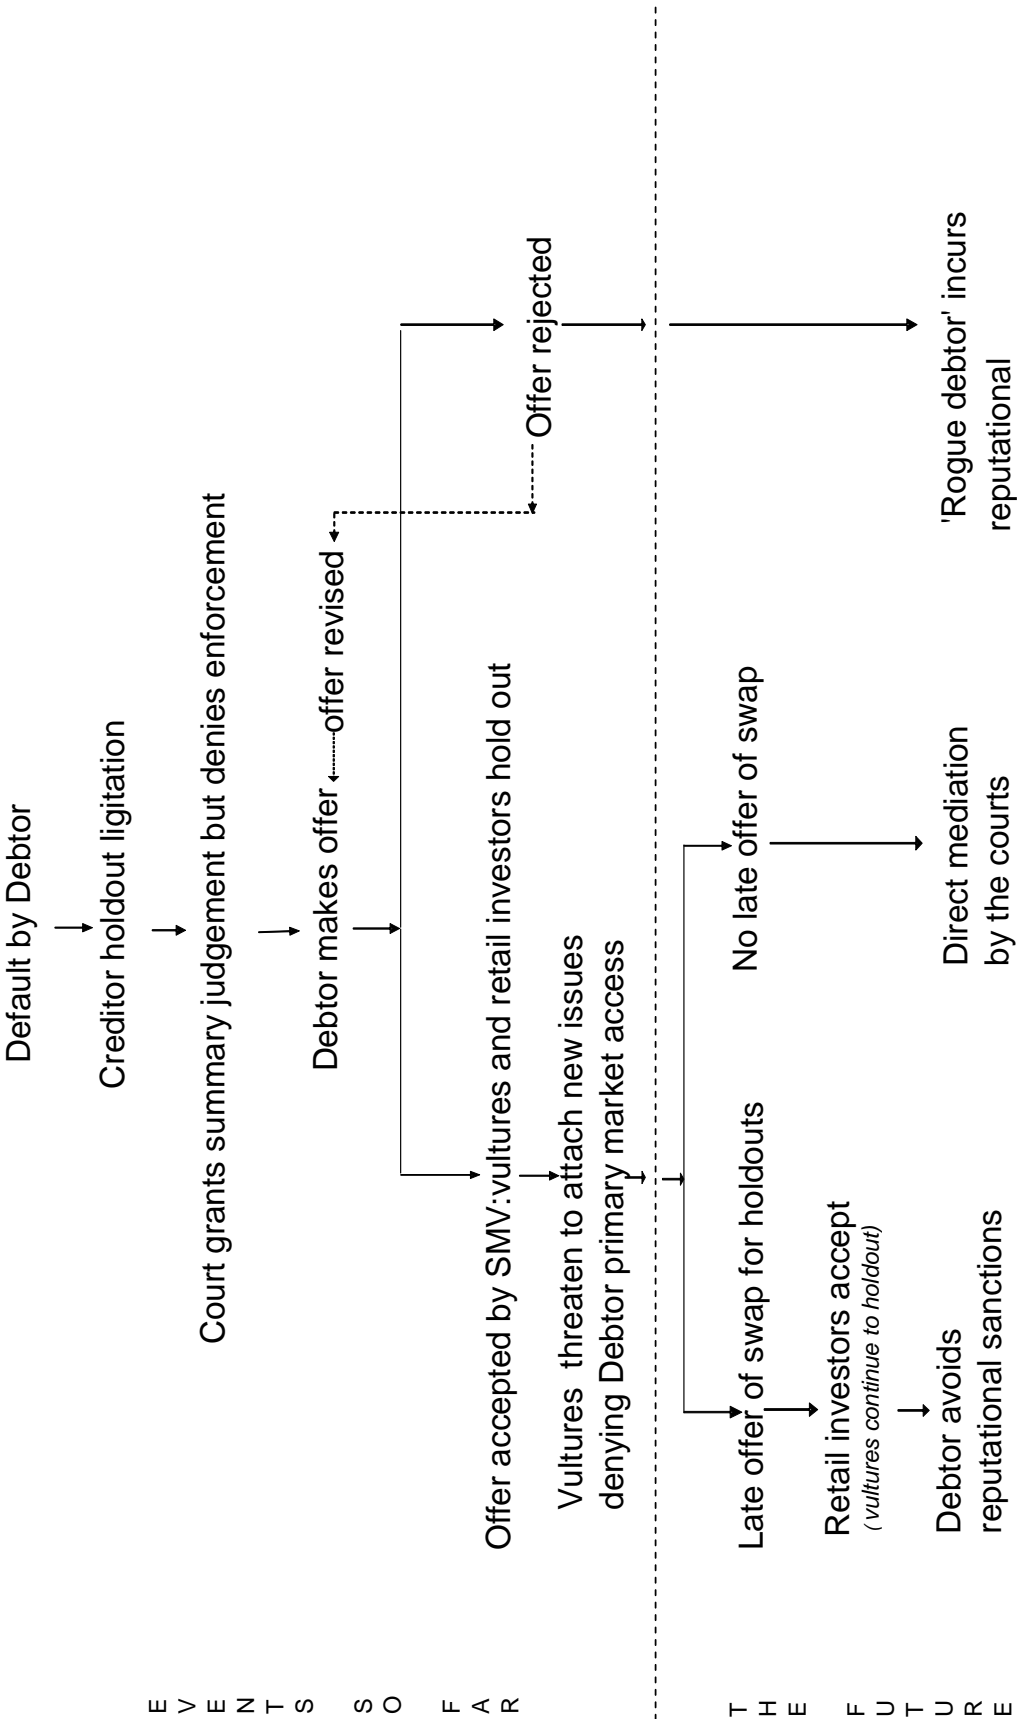 Default by Debtor
Creditor holdout ligitation
Court grants summary judgement but denies enforcement
Debtor makes offer
offer revised
Offer accepted by SMV:vultures and retail investors hold out
Offer rejected
Vultures threaten to attach new issues
denying Debtor primary market access
Late offer of swap for holdouts
No late offer of swap
Retail investors accept
(vultures continue to holdout)
Debtor avoids
reputational sanctions
Direct mediation
by the courts
'Rogue debtor' incurs
reputational
EVENTS SO FAR
THE FUTURE